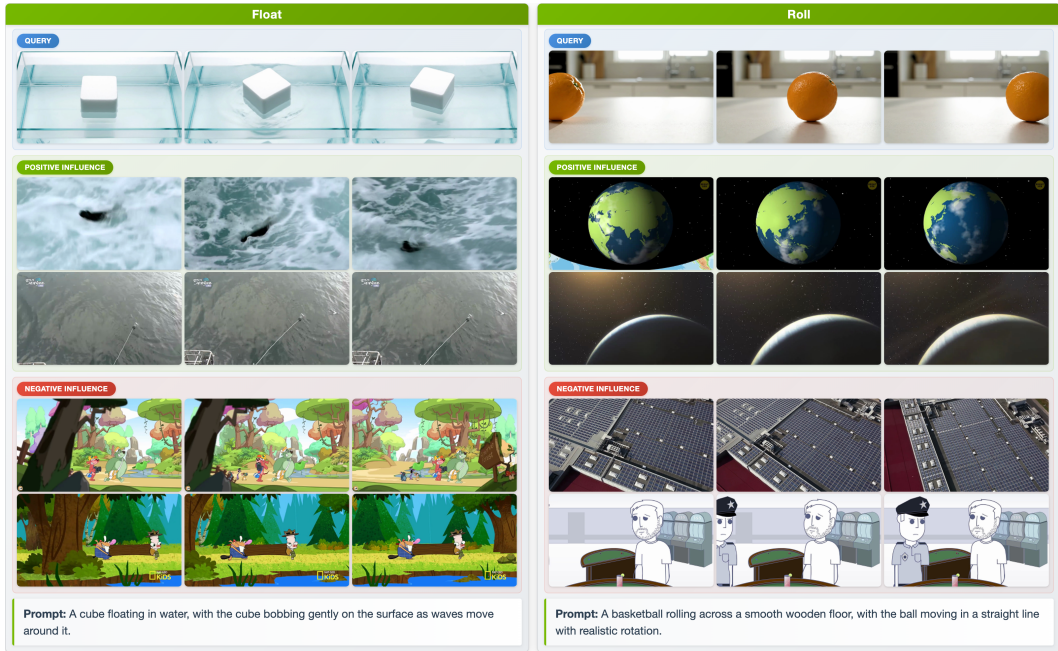 Float
QUERY
POSITIVE INFLUENCE
NEGATIVE INFLUENCE
KiDS
KiDS
Prompt: A cube floating in water, with the cube bobbing gently on the surface as waves move
around it.
Roll
QUERY
POSITIVE INFLUENCE
NEGATIVE INFLUENCE
Prompt: A basketball rolling across a smooth wooden floor, with the ball moving in a straight line
with realistic rotation.